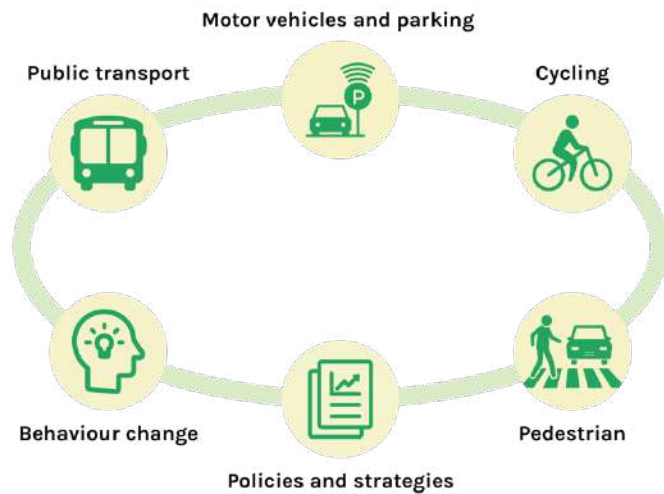 Motor vehicles and parking
Public transport
Cycling
P
Behaviour change
Pedestrian
Policies and strategies